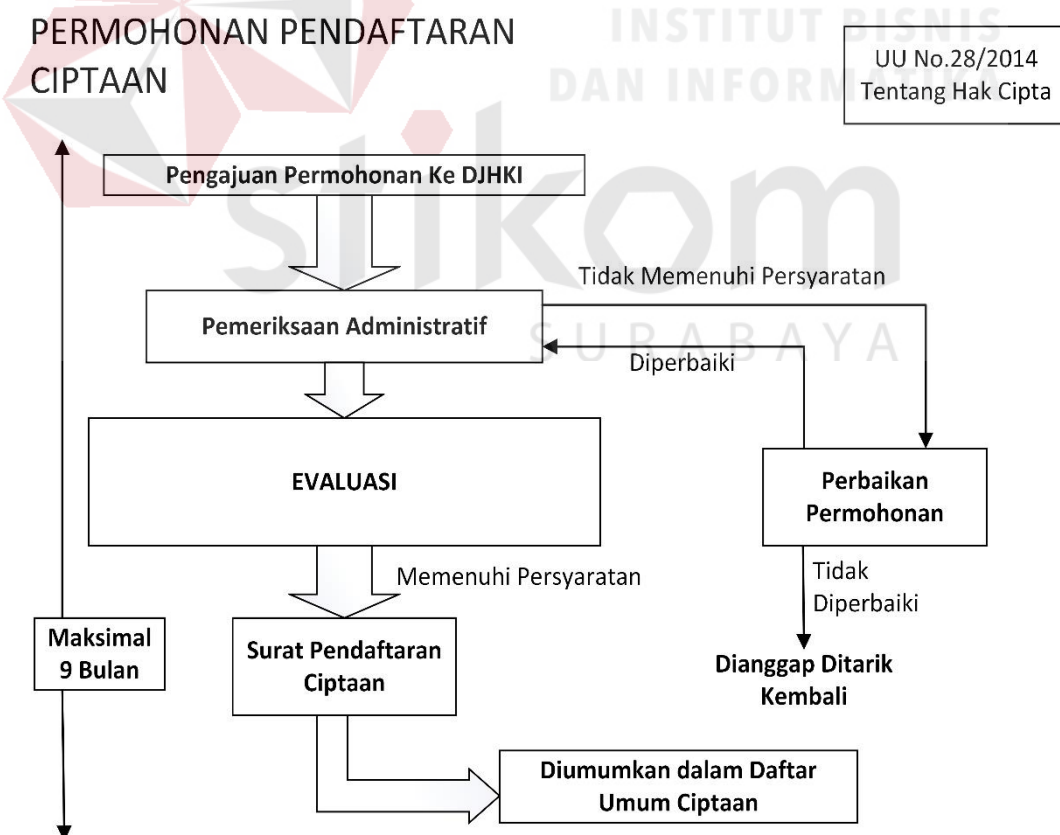 PERMOHONAN PENDAFTARAN
CIPTAAN
INSTITUT BISNIS
DAN INFORMATIKA
UU No.28/2014
Tentang Hak Cipta
Pengajuan Permohonan Ke DJHKI
stikom
Tidak Memenuhi Persyaratan
Pemeriksaan Administratif
SURABAYA
Diperbaiki
EVALUASI
Perbaikan
Permohonan
Memenuhi Persyaratan
Tidak
Diperbaiki
Maksimal
9 Bulan
Surat Pendaftaran
Ciptaan
Dianggap Ditarik
Kembali
Diumumkan dalam Daftar
Umum Ciptaan